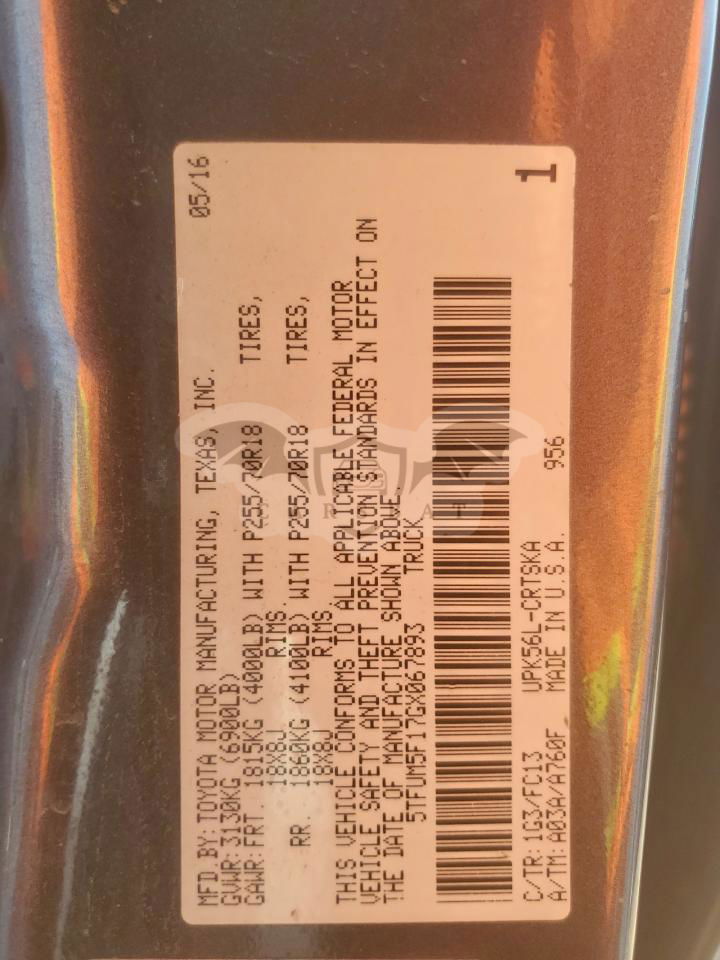 MFD.BY:TOYOTA MOTOR MANUFACTURING, TEXAS, INC. 05/16
GVWR:3130KG (6900LB)
GAWR:FRT. 1815KG (4000LB) WITH P255/70R18 TIRES,
18X8J RIMS.
RR. 1860KG (4100LB) WITH P255/70R18 TIRES,
18X8J RIMS.
THIS VEHICLE CONFORMS TO ALL APPLICABLE FEDERAL MOTOR
VEHICLE SAFETY AND THEFT PREVENTION STANDARDS IN EFFECT ON
THE DATE OF MANUFACTURE SHOWN ABOVE.
5TFUM5F17GX067893 TRUCK
C/TR:1G3/FC13 UPK56L-CRTSKA
A/TM:A03A/A760F MADE IN U.S.A. 956
1
CARQVAT